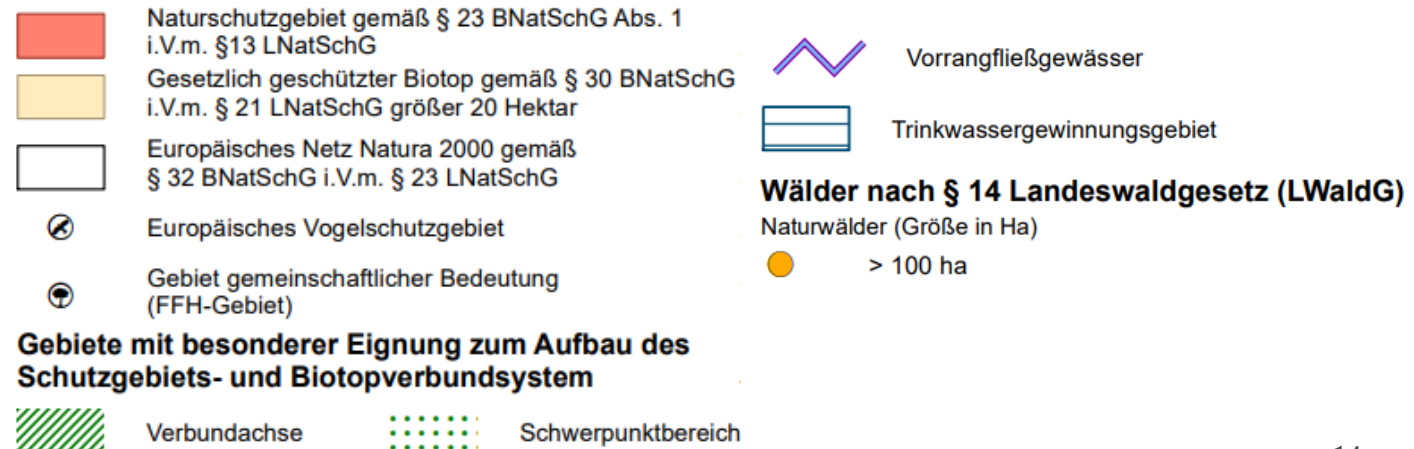 Naturschutzgebiet gemäß § 23 BNatSchG Abs. 1
i.V.m. §13 LNatSchG
Gesetzlich geschützter Biotop gemäß § 30 BNatSchG
i.V.m. § 21 LNatSchG größer 20 Hektar
Europäisches Netz Natura 2000 gemäß
§ 32 BNatSchG i.V.m. § 23 LNatSchG
Europäisches Vogelschutzgebiet
Gebiet gemeinschaftlicher Bedeutung
(FFH-Gebiet)
Gebiete mit besonderer Eignung zum Aufbau des
Schutzgebiets- und Biotopverbundsystem
Verbundachse
Schwerpunktbereich
Vorrangfließgewässer
Trinkwassergewinnungsgebiet
Wälder nach § 14 Landeswaldgesetz (LWaldG)
Naturwälder (Größe in Ha)
> 100 ha